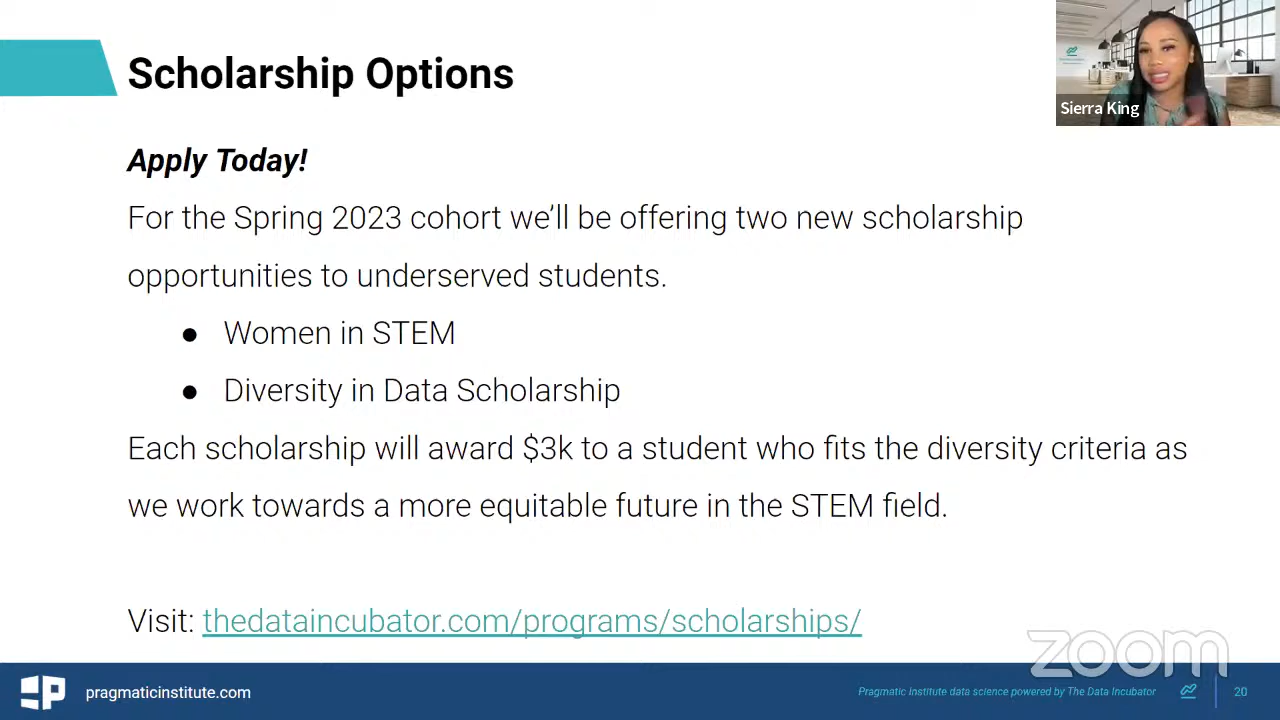 Scholarship Options
Sierra King
Apply Today!
For the Spring 2023 cohort we’ll be offering two new scholarship
opportunities to underserved students.
● Women in STEM
● Diversity in Data Scholarship
Each scholarship will award $3k to a student who fits the diversity criteria as
we work towards a more equitable future in the STEM field.
Visit: thedataincubator.com/programs/scholarships/
zoom
pragmaticinstitute.com
Pragmatic Institute data science powered by The Data Incubator
20